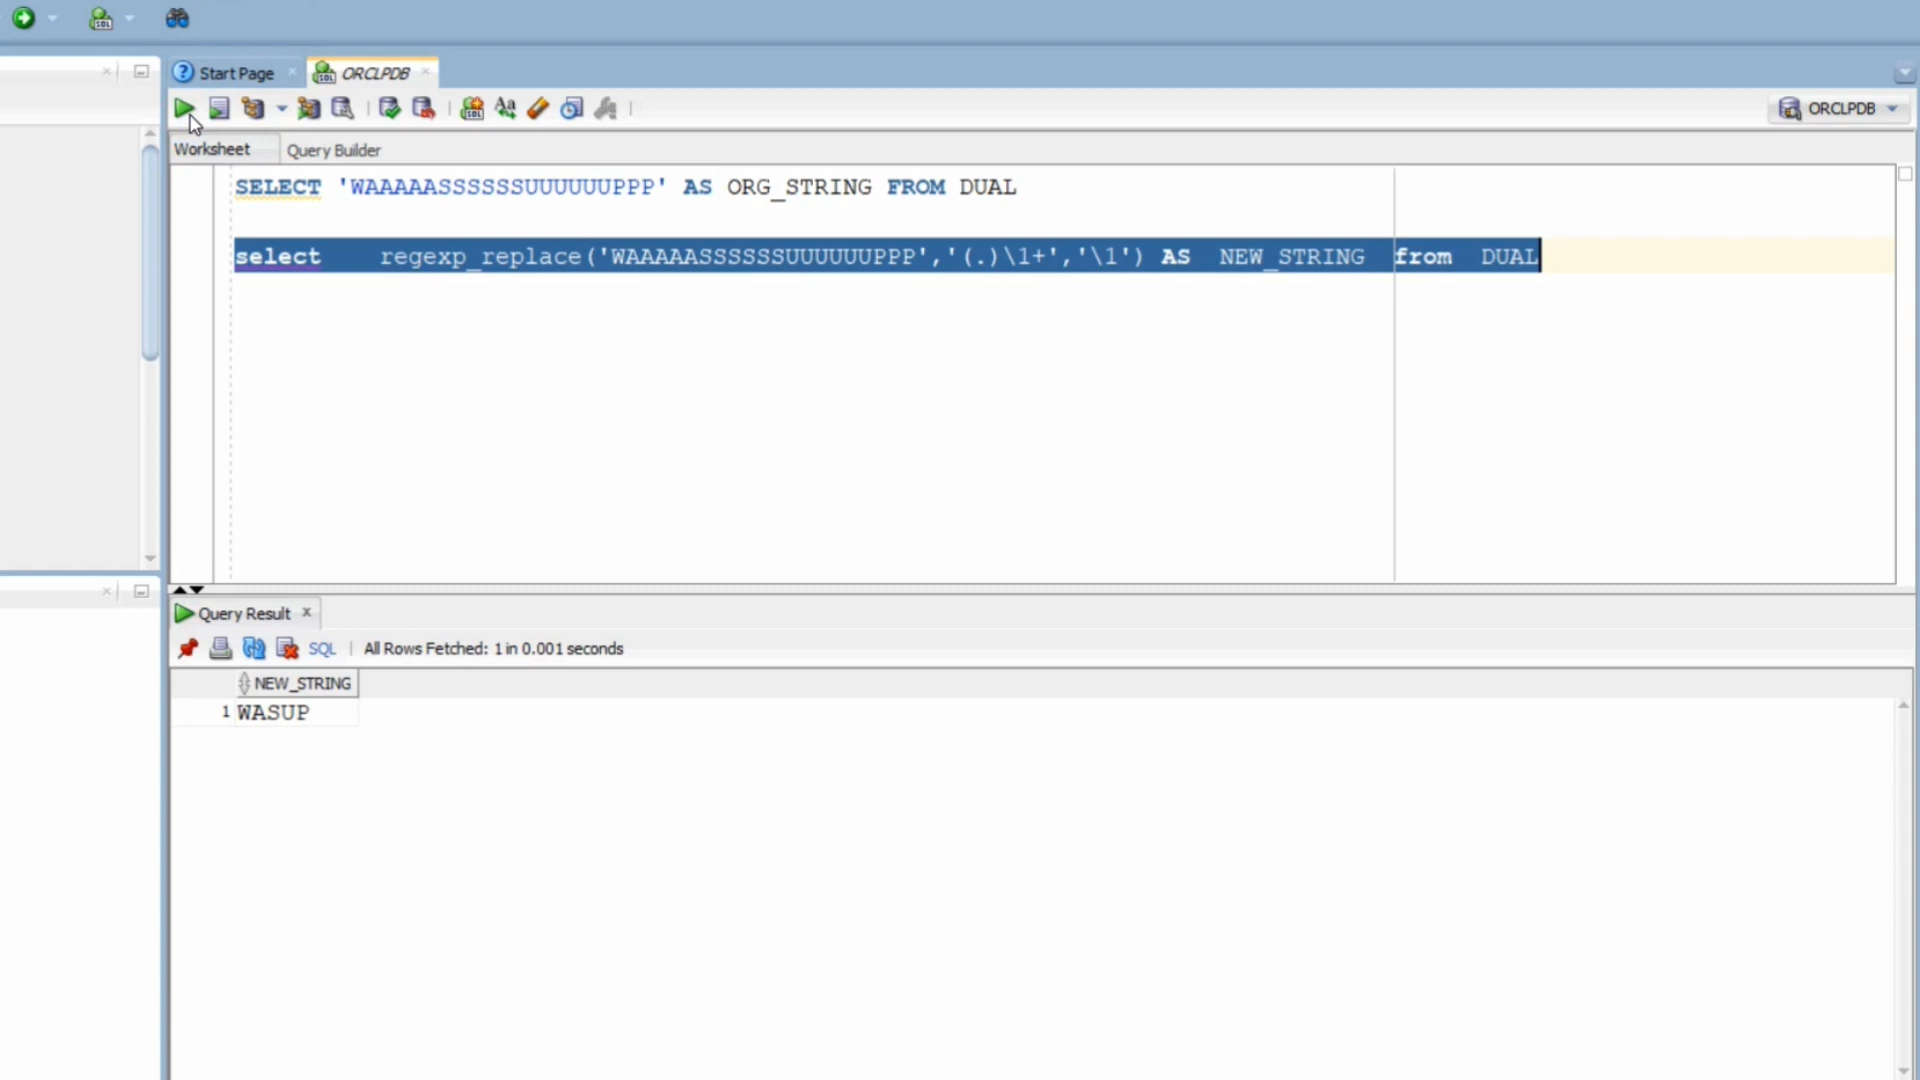 Start Page
ORCLPDB
ORCLPDB
Worksheet
Query Builder
SELECT 'WAAAAASSSSSSUUUUUUPPP' AS ORG_STRING FROM DUAL
select regexp_replace('WAAAAASSSSSSUUUUUUPPP','(.)\1+','\1') AS NEW_STRING from DUAL
Query Result
SQL | All Rows Fetched: 1 in 0.001 seconds
NEW_STRING
1 WASUP